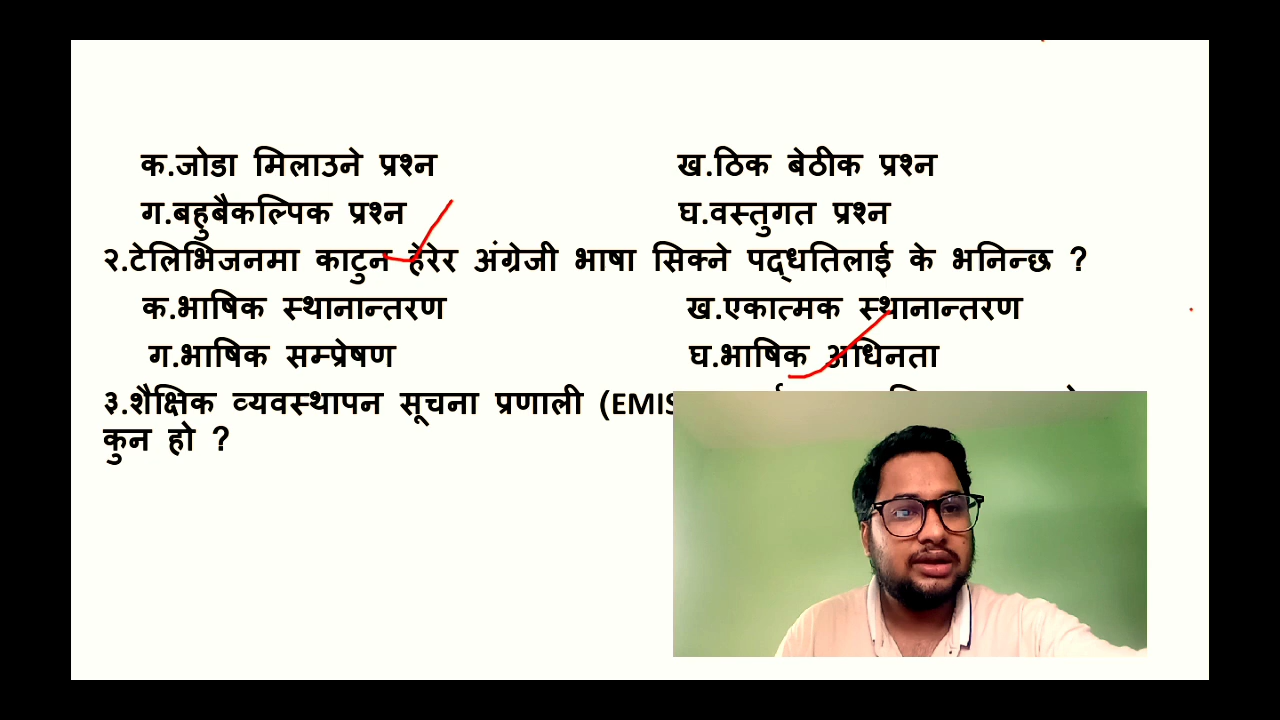 क.जोडा मिलाउने प्रश्न ख.ठिक बेठीक प्रश्न
ग.बहुबैकल्पिक प्रश्न घ.वस्तुगत प्रश्न
२.टेलिभिजनमा काटुन हेरेर अंग्रेजी भाषा सिक्ने पद्धतिलाई के भनिन्छ ?
क.भाषिक स्थानान्तरण ख.एकात्मक स्थानान्तरण
ग.भाषिक सम्प्रेषण घ.भाषिक अधिनता
३.शैक्षिक व्यवस्थापन सूचना प्रणाली (EMIS
कुन हो ?